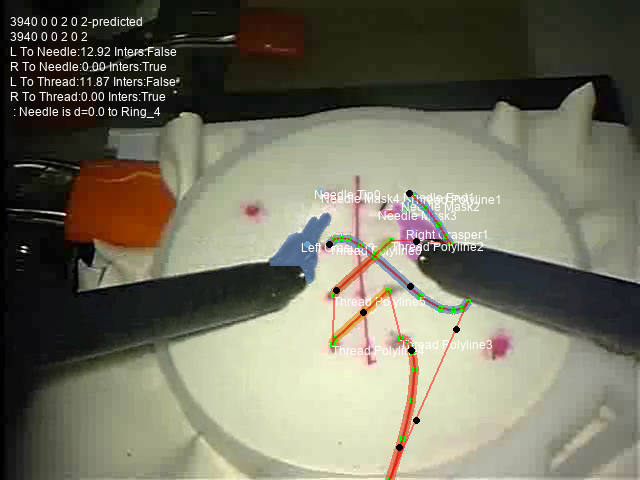 3940 0 0 2 0 2-predicted
3940 0 0 2 0 2
L To Needle:12.92 Inters:False
R To Needle:0.00 Inters:True
L To Thread:11.87 Inters:False
R To Thread:0.00 Inters:True
: Needle is d=0.0 to Ring_4
Needle Tip0
Needle Mask4
Needle End1
Thread Polyline1
Needle Mask2
Needle Mask3
Right Grasper1
Left
Thread Polyline2
Thread Polyline5
Thread Polyline3
Thread Polyline4